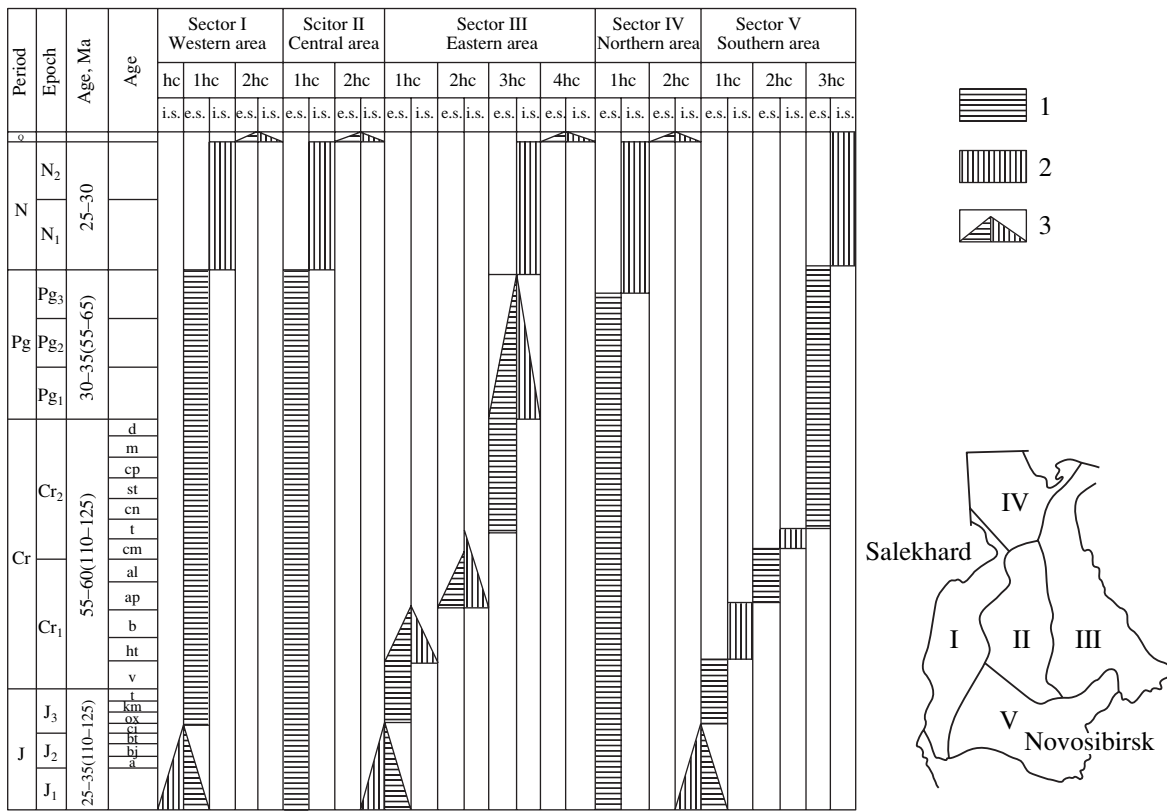 Period
Epoch
Age, Ma
Age
Sector I
Western area
Scitor II
Central area
Sector III
Eastern area
Sector IV
Northern area
Sector V
Southern area
hc 1hc 2hc 1hc 2hc 1hc 2hc 3hc 4hc 1hc 2hc 1hc 2hc 3hc
i.s. e.s. i.s. e.s. i.s. e.s. i.s. e.s. i.s. e.s. i.s. e.s. i.s. e.s. i.s. e.s. i.s. e.s. i.s. e.s. i.s. e.s. i.s. e.s. i.s. e.s. i.s.
Q
N
N2
N1
25–30
Pg
Pg3
Pg2
Pg1
30–35(55–65)
Cr
Cr2
Cr1
55–60(110–125)
d
m
cp
st
cn
t
cm
al
ap
b
ht
v
J
J3
J2
J1
25–35(110–125)
t
km
ox
cl
bt
bj
a
1
2
3
IV
Salekhard
I
II
III
V
Novosibirsk